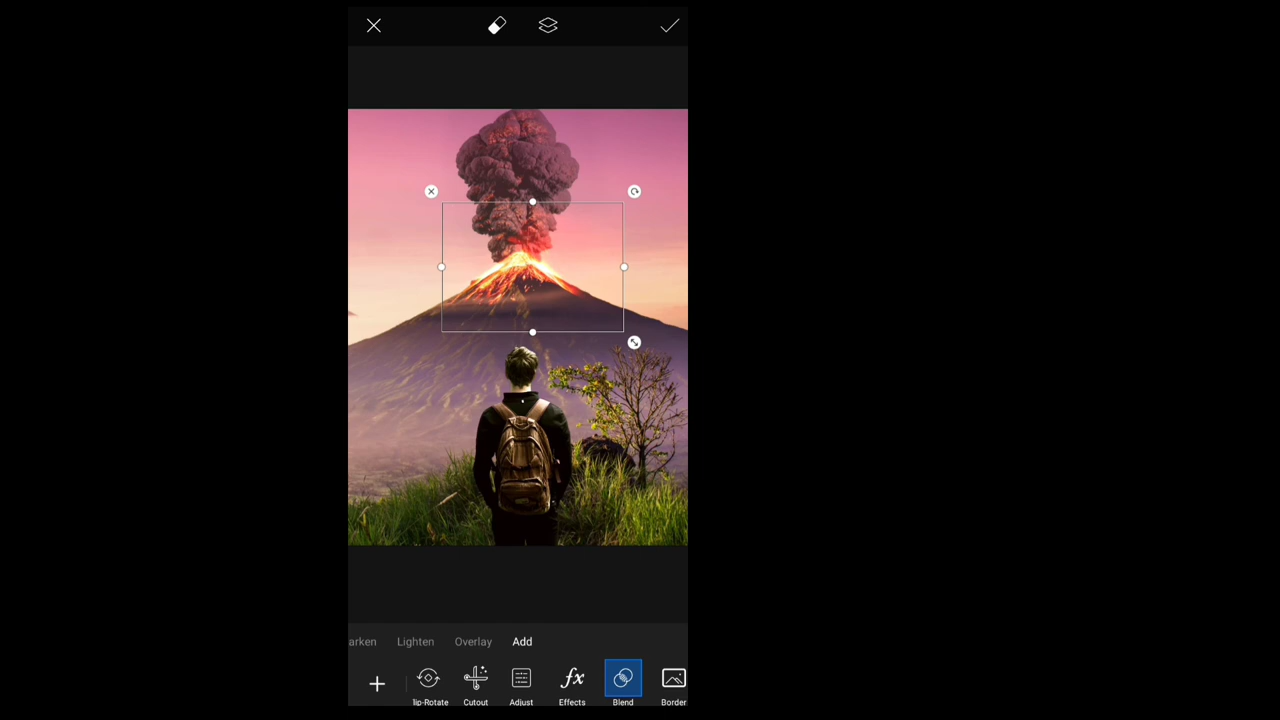 arken Lighten Overlay Add
lip-Rotate Cutout Adjust Effects Blend Border